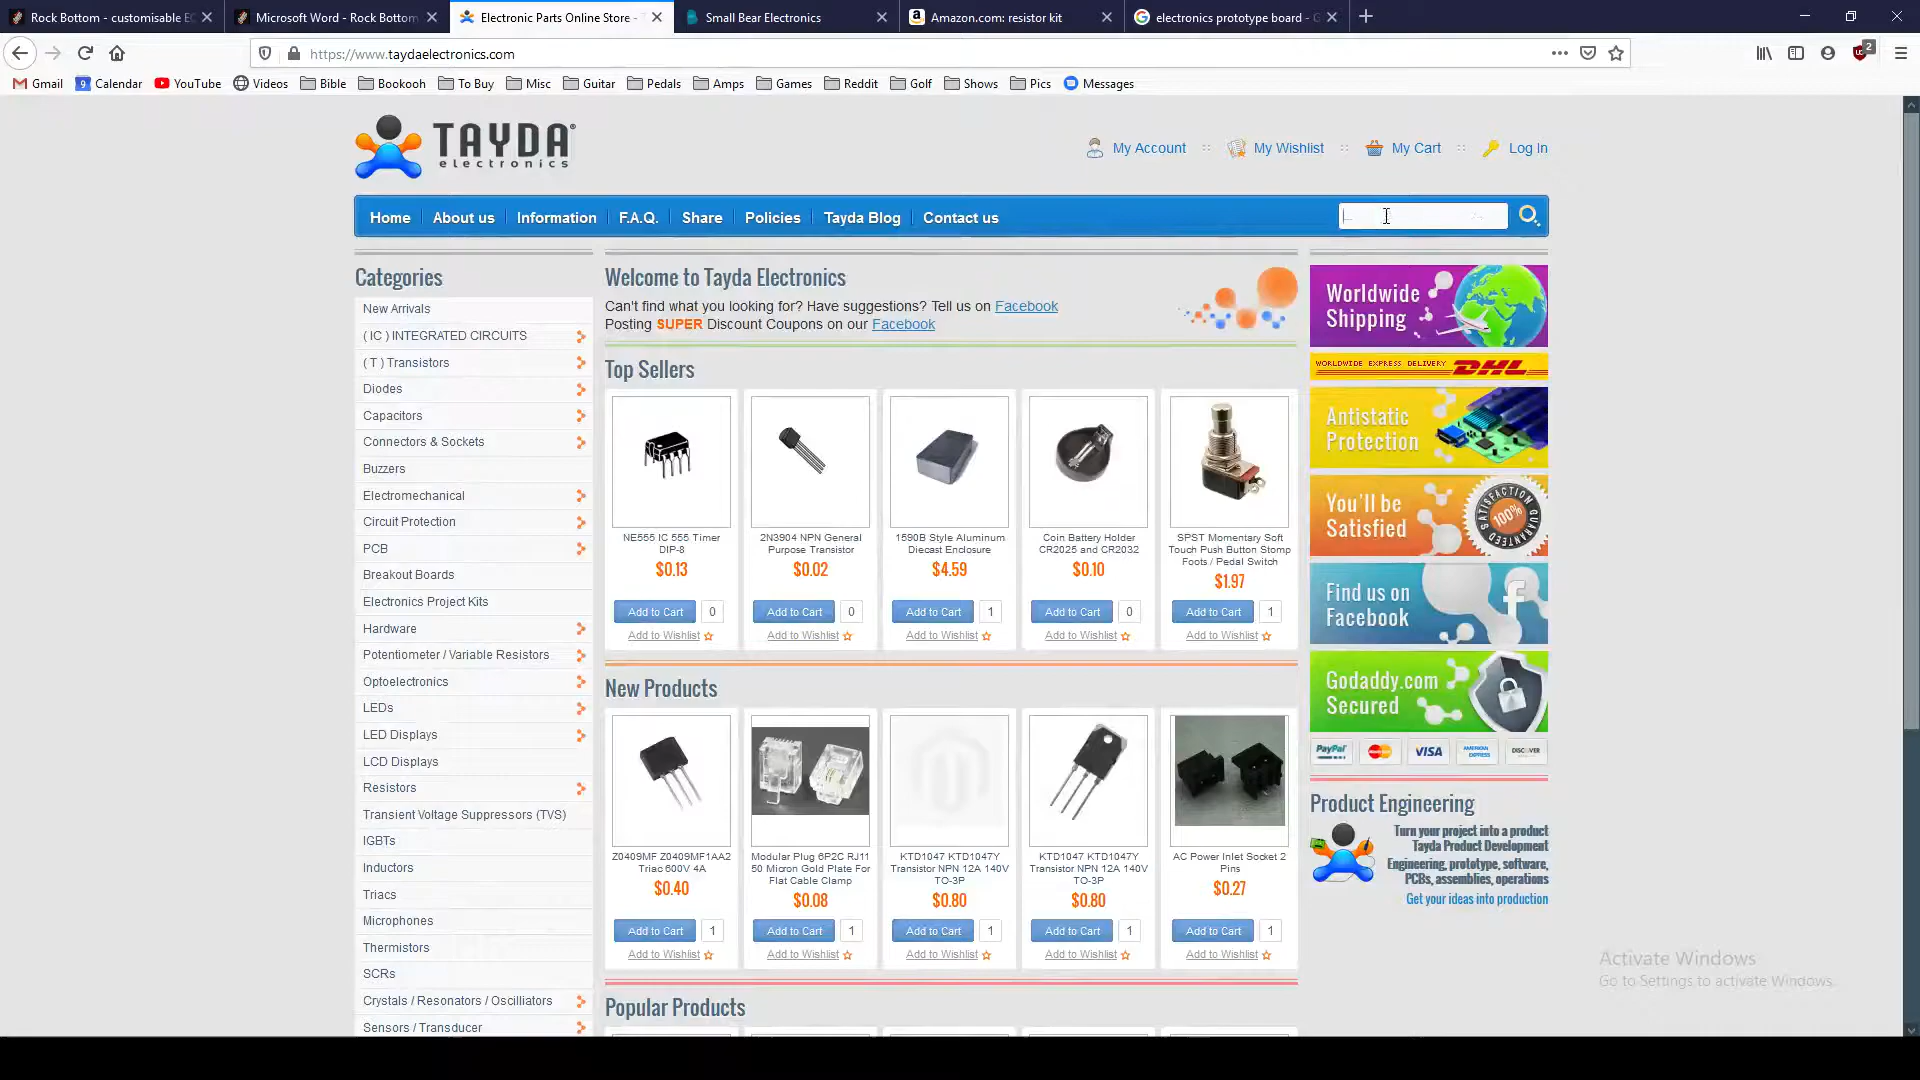 Rock Bottom - customisable EC
Microsoft Word - Rock Bottom
Electronic Parts Online Store -
Small Bear Electronics
Amazon.com: resistor kit
electronics prototype board -
https://www.taydaelectronics.com
2
Gmail
9 Calendar
YouTube
Videos
Bible
Bookooh
To Buy
Misc
Guitar
Pedals
Amps
Games
Reddit
Golf
Shows
Pics
Messages
TAYDA®
electronics
My Account
My Wishlist
My Cart
Log In
Home
About us
Information
F.A.Q.
Share
Policies
Tayda Blog
Contact us
Categories
New Arrivals
( IC ) INTEGRATED CIRCUITS
( T ) Transistors
Diodes
Capacitors
Connectors & Sockets
Buzzers
Electromechanical
Circuit Protection
PCB
Breakout Boards
Electronics Project Kits
Hardware
Potentiometer / Variable Resistors
Optoelectronics
LEDs
LED Displays
LCD Displays
Resistors
Transient Voltage Suppressors (TVS)
IGBTs
Inductors
Triacs
Microphones
Thermistors
SCRs
Crystals / Resonators / Oscilliators
Sensors / Transducer
Welcome to Tayda Electronics
Can't find what you looking for? Have suggestions? Tell us on Facebook
Posting SUPER Discount Coupons on our Facebook
Top Sellers
NE555 IC 555 Timer
DIP-8
$0.13
Add to Cart 0
Add to Wishlist
2N3904 NPN General
Purpose Transistor
$0.02
Add to Cart 0
Add to Wishlist
1590B Style Aluminum
Diecast Enclosure
$4.59
Add to Cart 1
Add to Wishlist
Coin Battery Holder
CR2025 and CR2032
$0.10
Add to Cart 0
Add to Wishlist
SPST Momentary Soft
Touch Push Button Stomp
Foots / Pedal Switch
$1.97
Add to Cart 1
Add to Wishlist
New Products
Z0409MF Z0409MF1AA2
Triac 600V 4A
$0.40
Add to Cart 1
Add to Wishlist
Modular Plug 6P2C RJ11
50 Micron Gold Plate For
Flat Cable Clamp
$0.08
Add to Cart 1
Add to Wishlist
KTD1047 KTD1047Y
Transistor NPN 12A 140V
TO-3P
$0.80
Add to Cart 1
Add to Wishlist
KTD1047 KTD1047Y
Transistor NPN 12A 140V
TO-3P
$0.80
Add to Cart 1
Add to Wishlist
AC Power Inlet Socket 2
Pins
$0.27
Add to Cart 1
Add to Wishlist
Popular Products
Worldwide
Shipping
WORLDWIDE EXPRESS DELIVERY DHL
Antistatic
Protection
You'll be
Satisfied
SATISFACTION
100%
GUARANTEED
Find us on
Facebook
f
Godaddy.com
Secured
PayPal
MasterCard
VISA
AMERICAN EXPRESS
DISCOVER
Product Engineering
Turn your project into a product
Tayda Product Development
Engineering, prototype, software,
PCBs, assemblies, operations
Get your ideas into production
Activate Windows
Go to Settings to activate Windows.